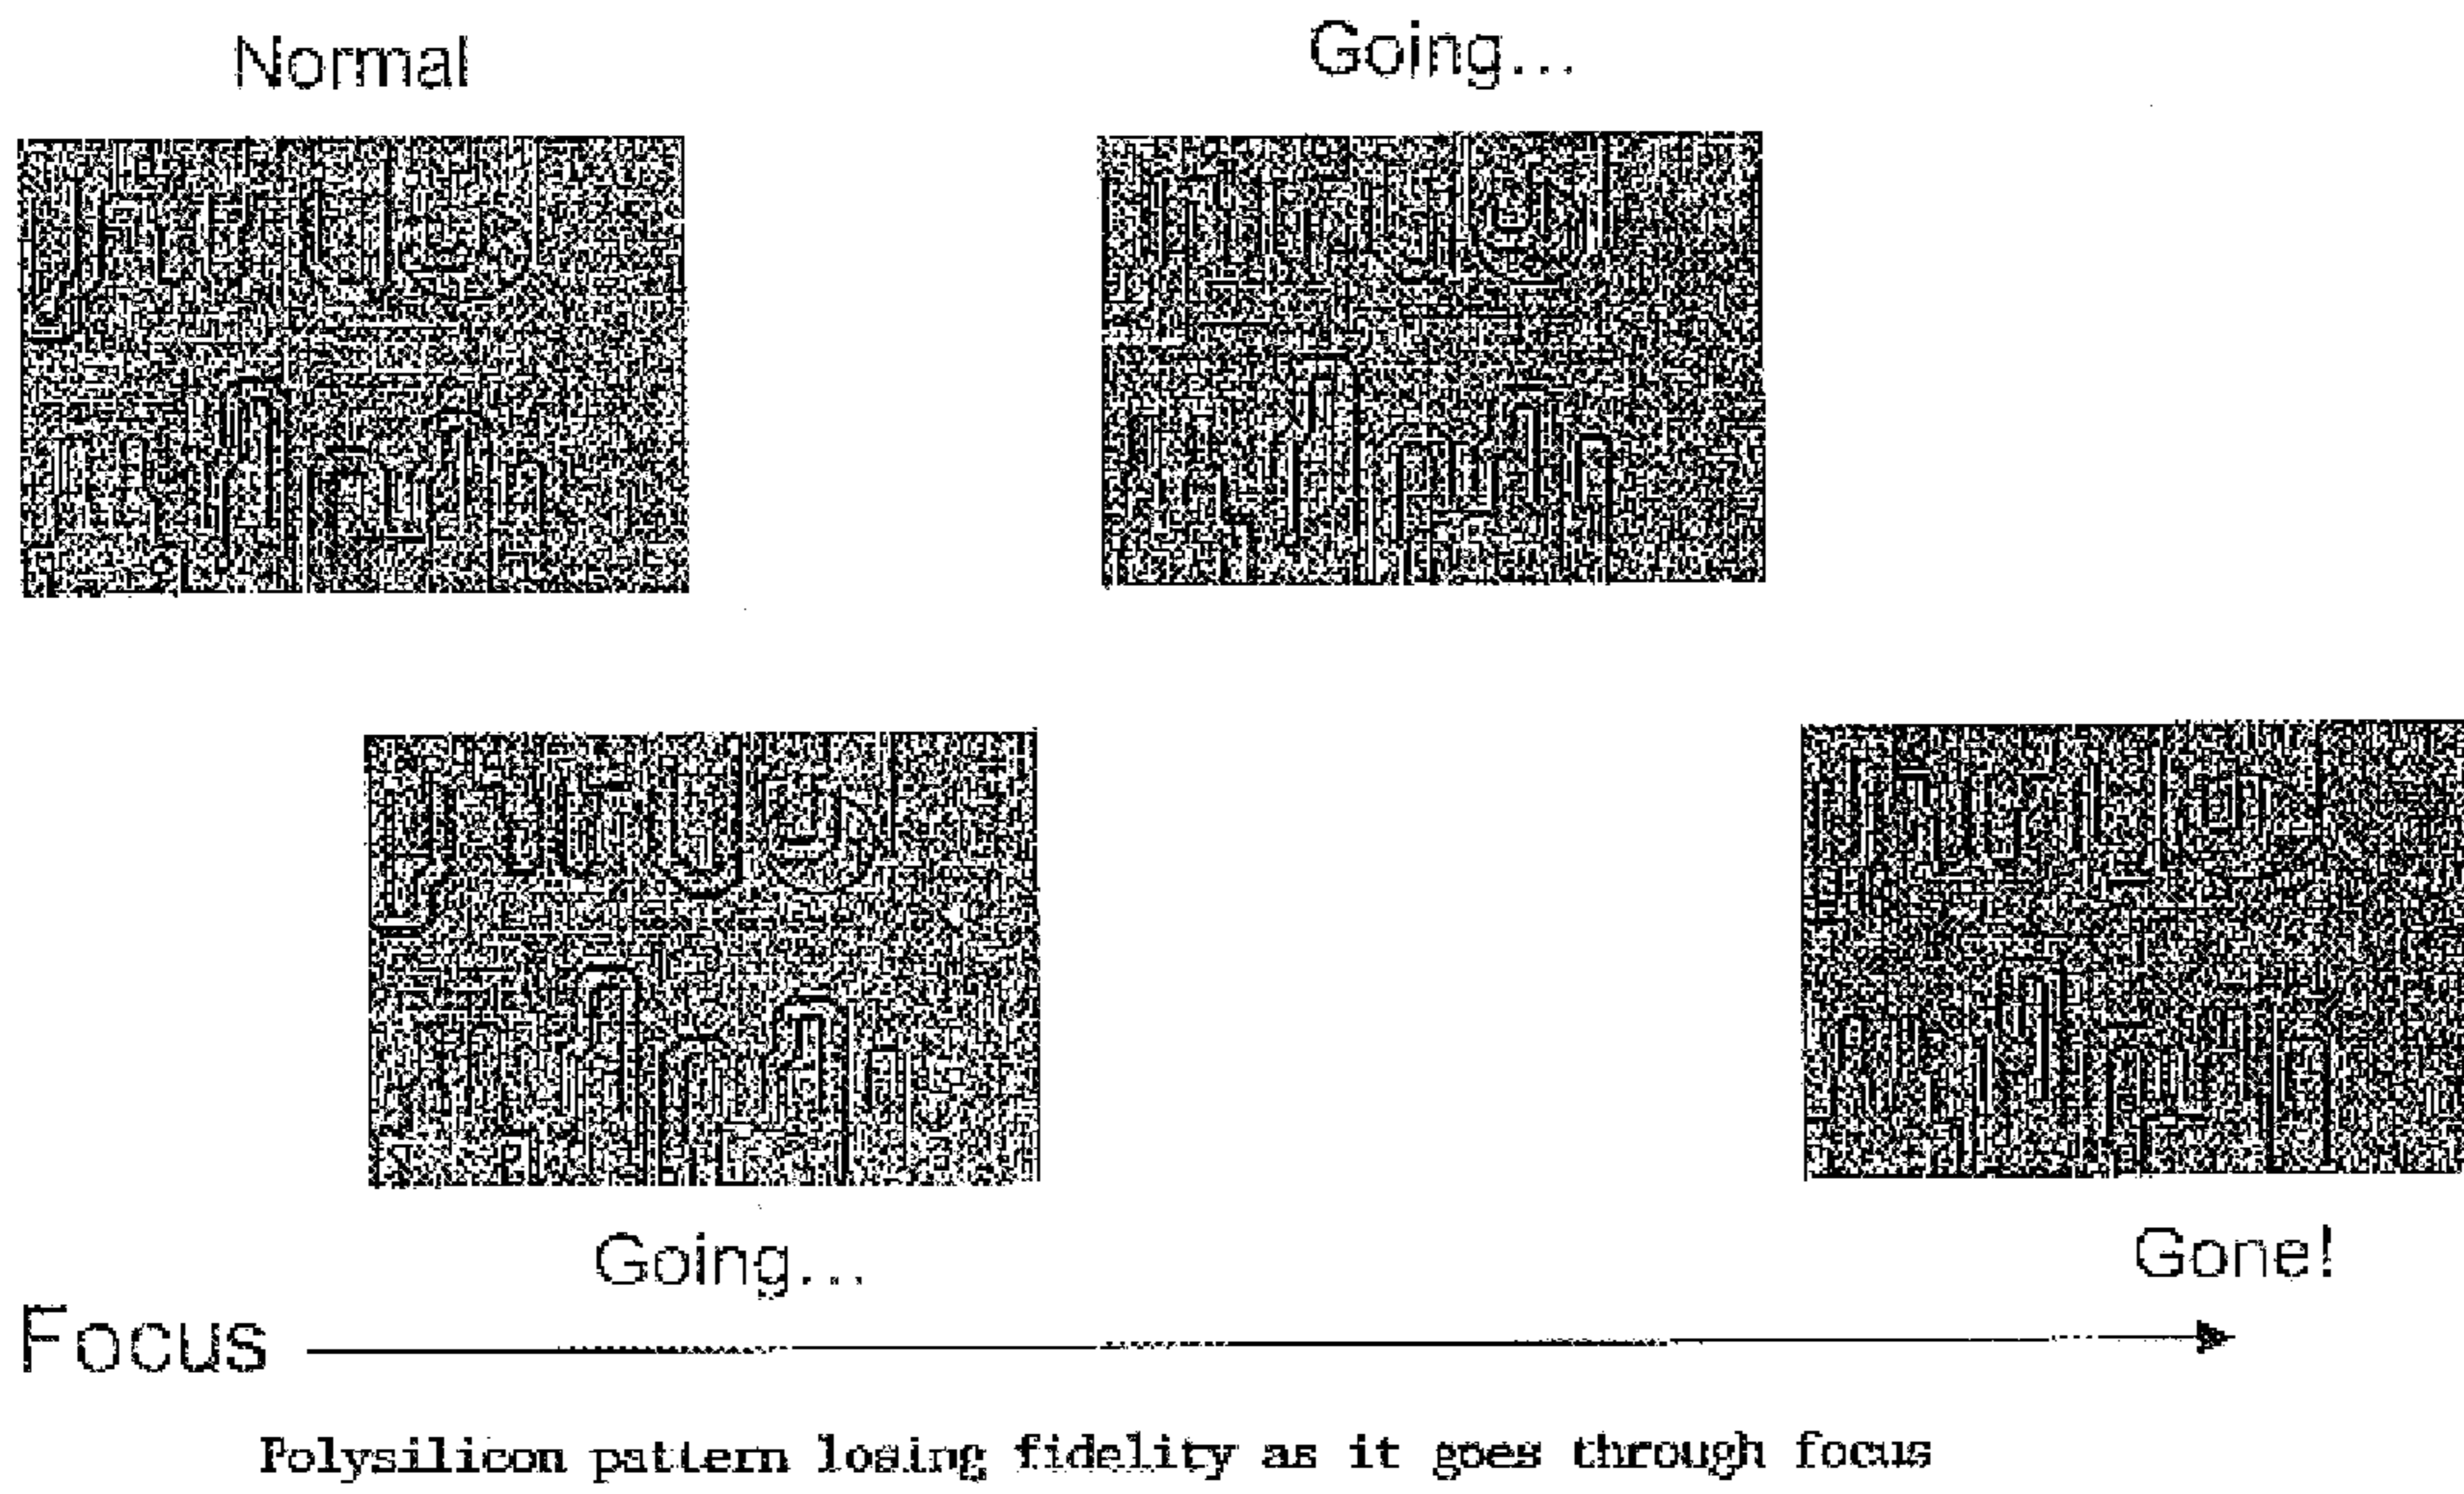 Normal
Going...
Going...
Gone!
Focus
Polysilicon pattern losing fidelity as it goes through focus